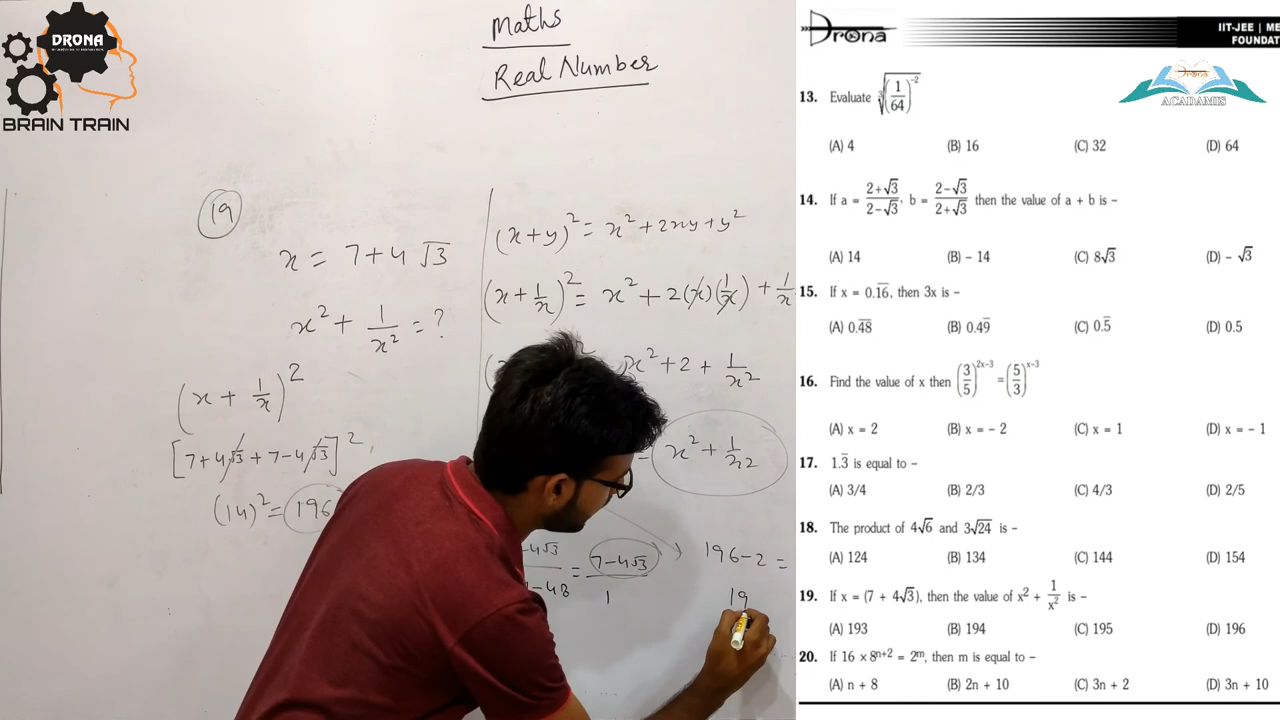 DRONA
BRAIN TRAIN
Maths
Real Number
19
x = 7+4√3
x² + 1/x² = ?
(x + 1/x)²
[7+4√3 + 7-4√3]²
(14)² = 196
(x+y)² = x²+2xy+y²
(x+1/x)² = x² + 2(x)(1/x) + 1/x
x²+2 + 1/x²
= x² + 1/x²
-4√3 / -48 = 7-4√3 / 1
196-2 =
19
Drona
IIT-JEE | ME
FOUNDAT
Drona
ACADAMIS
13. Evaluate ∛(1/64)⁻²
(A) 4 (B) 16 (C) 32 (D) 64
14. If a = 2+√3 / 2-√3, b = 2-√3 / 2+√3 then the value of a + b is -
(A) 14 (B) - 14 (C) 8√3 (D) - √3
15. If x = 0.1̅6̅, then 3x is -
(A) 0.4̅8̅ (B) 0.49̅ (C) 0.5̅ (D) 0.5
16. Find the value of x then (3/5)²ˣ⁻³ = (5/3)ˣ⁻³
(A) x = 2 (B) x = - 2 (C) x = 1 (D) x = - 1
17. 1.3̅ is equal to -
(A) 3/4 (B) 2/3 (C) 4/3 (D) 2/5
18. The product of 4√6 and 3√24 is -
(A) 124 (B) 134 (C) 144 (D) 154
19. If x = (7 + 4√3), then the value of x² + 1/x² is -
(A) 193 (B) 194 (C) 195 (D) 196
20. If 16 × 8ⁿ⁺² = 2ᵐ, then m is equal to -
(A) n + 8 (B) 2n + 10 (C) 3n + 2 (D) 3n + 10